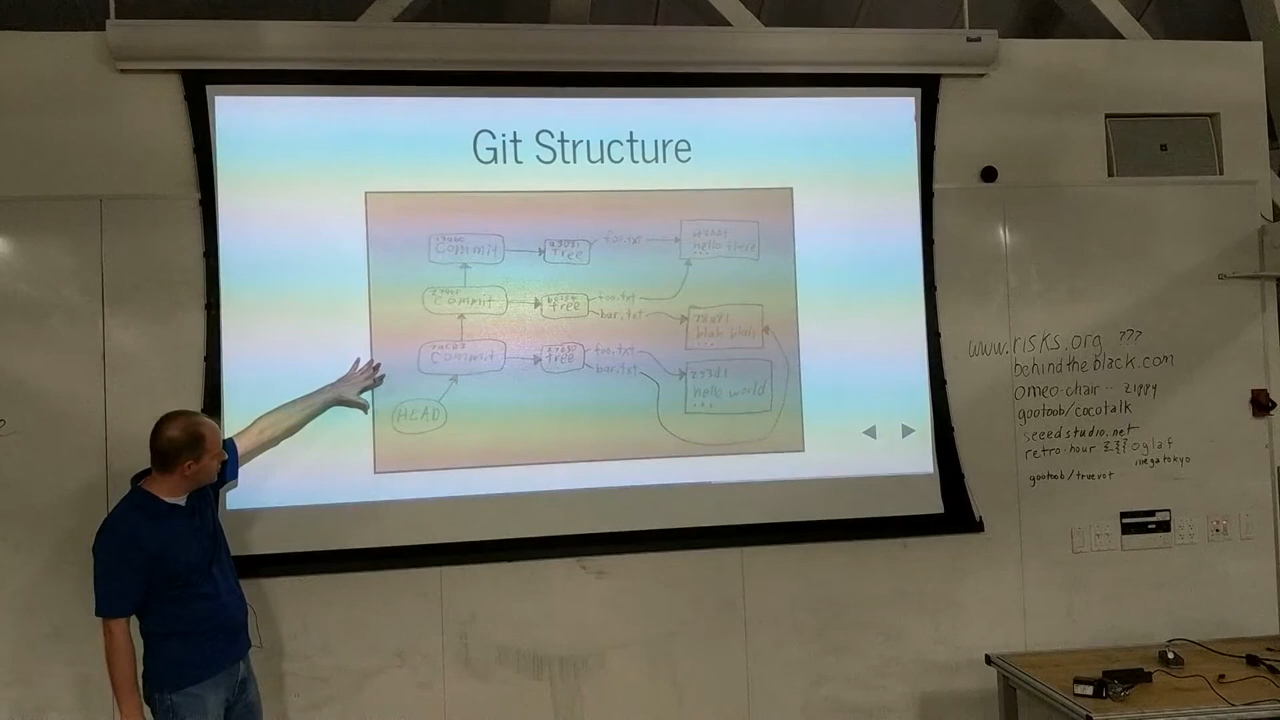 Git Structure
Commit
Tree
foo.txt
hello there
...
Commit
tree
foo.txt
bar.txt
blah blah
...
Commit
tree
foo.txt
bar.txt
hello world
...
HEAD
www.risks.org ???
behindtheblack.com
omeo-chair -- zippy
gootoob/cocotalk
seeedstudio.net
retro-hour oglaf
megatokyo
gootoob/truevot